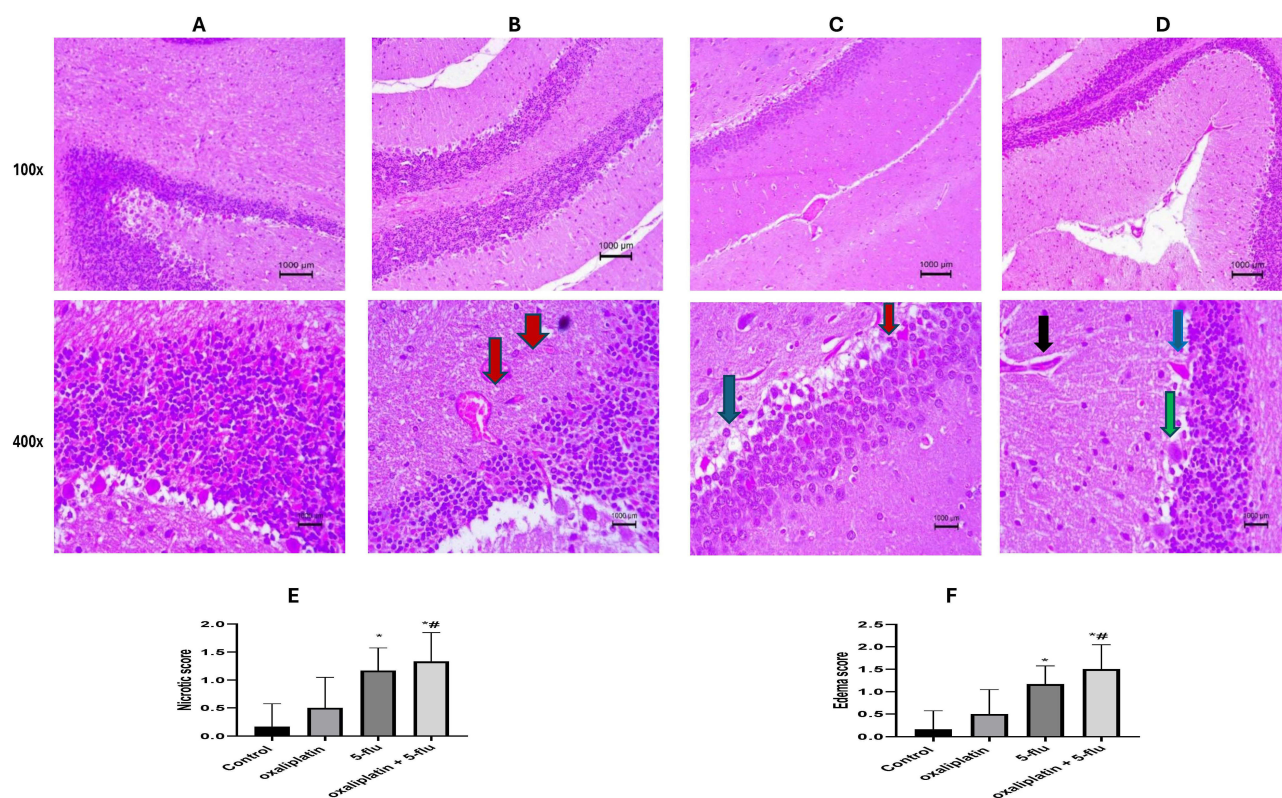 A B C D
100x
1000 µm 1000 µm 1000 µm 1000 µm
400x
1000 µm 1000 µm 1000 µm 1000 µm
E
Nicrotic score
2.0
1.5
1.0
0.5
0.0
* *#
Control oxaliplatin 5-flu oxaliplatin + 5-flu
F
Edema score
2.5
2.0
1.5
1.0
0.5
0.0
* *#
Control oxaliplatin 5-flu oxaliplatin + 5-flu